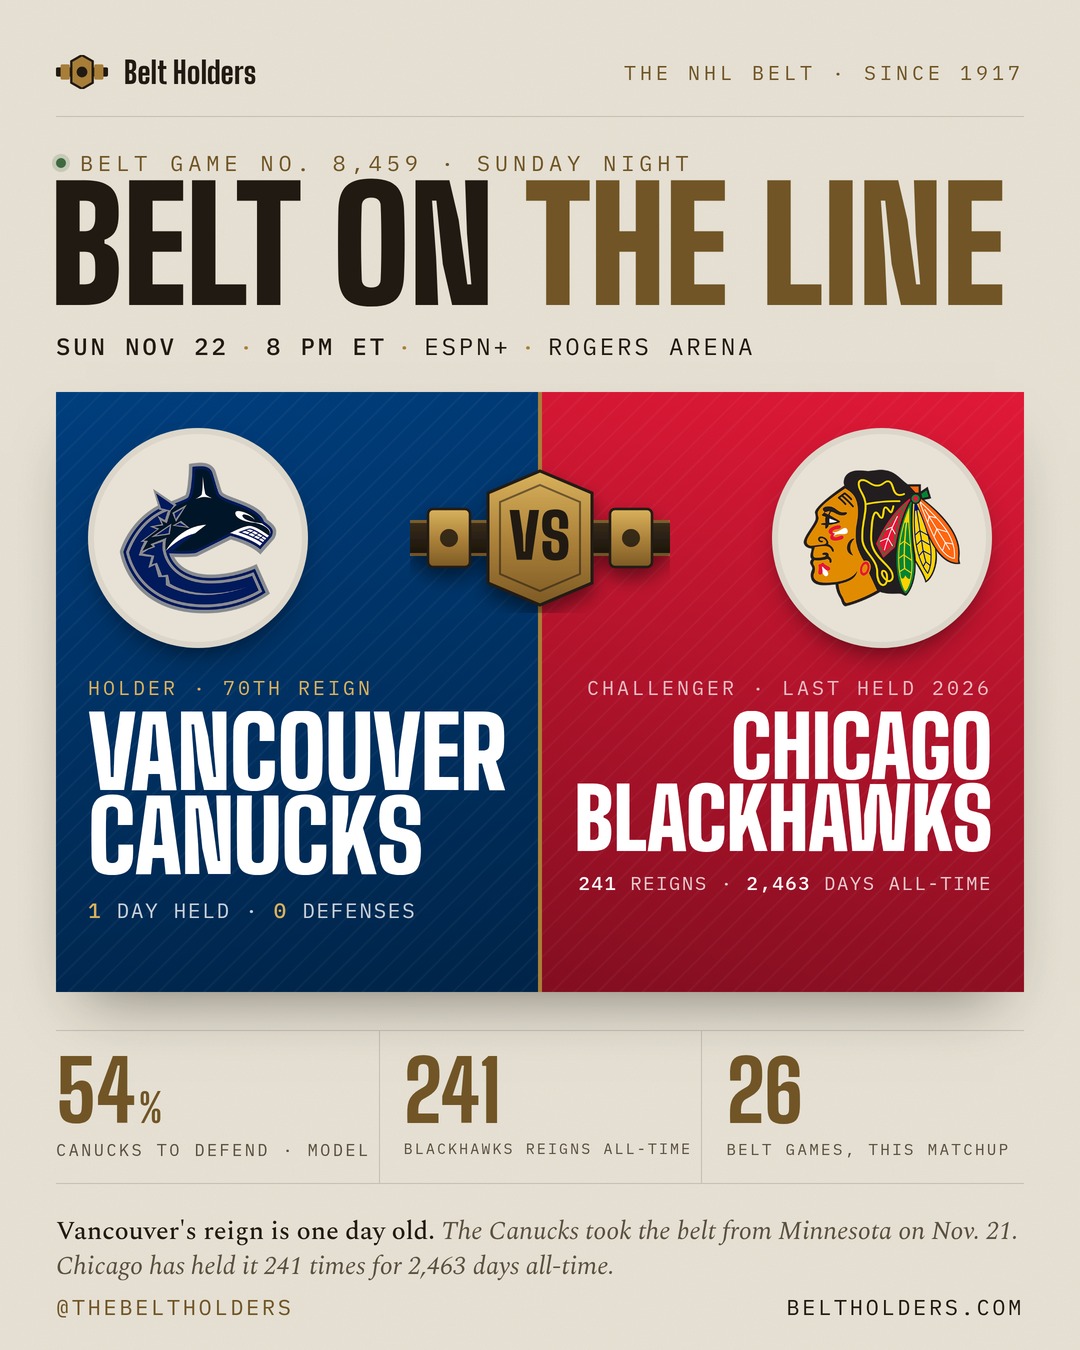 Belt Holders
THE NHL BELT · SINCE 1917
BELT GAME NO. 8,459 · SUNDAY NIGHT
BELT ON THE LINE
SUN NOV 22 · 8 PM ET · ESPN+ · ROGERS ARENA
VS
HOLDER · 70TH REIGN
VANCOUVER
CANUCKS
1 DAY HELD · 0 DEFENSES
CHALLENGER · LAST HELD 2026
CHICAGO
BLACKHAWKS
241 REIGNS · 2,463 DAYS ALL-TIME
54%
CANUCKS TO DEFEND · MODEL
241
BLACKHAWKS REIGNS ALL-TIME
26
BELT GAMES, THIS MATCHUP
Vancouver's reign is one day old. The Canucks took the belt from Minnesota on Nov. 21.
Chicago has held it 241 times for 2,463 days all-time.
@THEBELTHOLDERS
BELTHOLDERS.COM